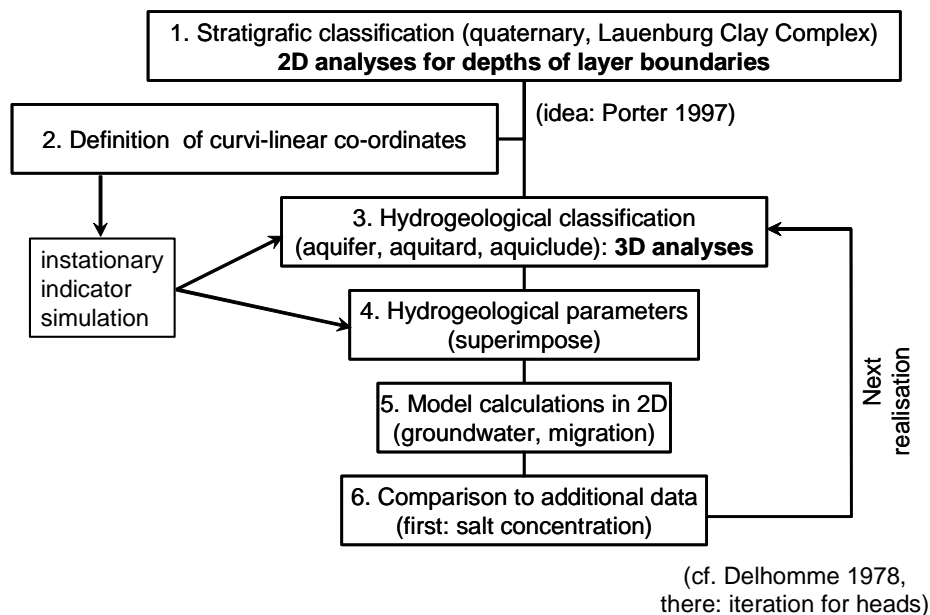 1. Stratigrafic classification (quaternary, Lauenburg Clay Complex)
2D analyses for depths of layer boundaries
(idea: Porter 1997)
2. Definition of curvi-linear co-ordinates
3. Hydrogeological classification
(aquifer, aquitard, aquiclude): 3D analyses
instationary
indicator
simulation
4. Hydrogeological parameters
(superimpose)
5. Model calculations in 2D
(groundwater, migration)
Next
realisation
6. Comparison to additional data
(first: salt concentration)
(cf. Delhomme 1978,
there: iteration for heads)